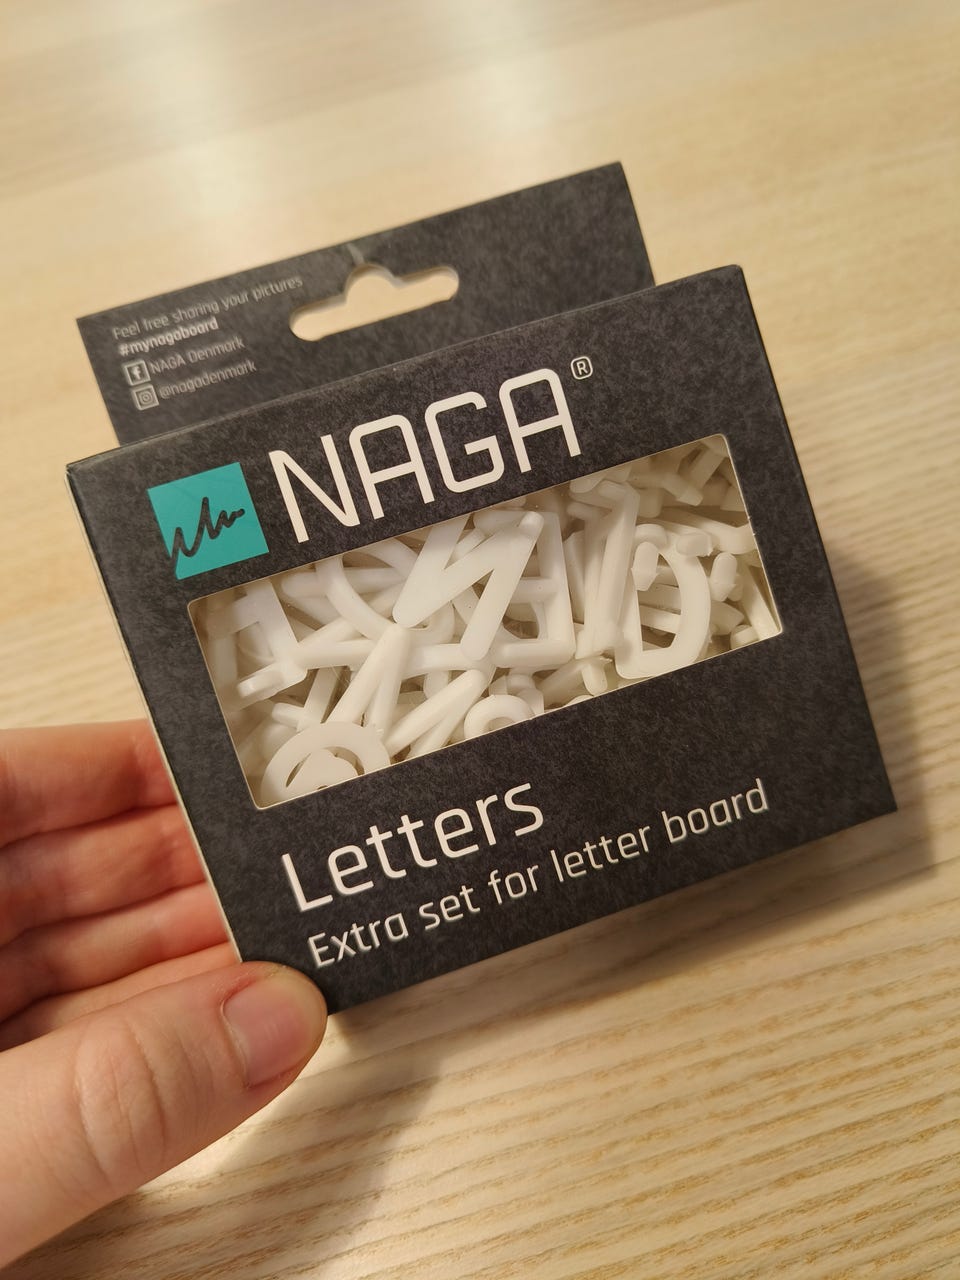 Feel free sharing your pictures
#mynagaboard
NAGA Denmark
@nagadenmark
NAGA®
Letters
Extra set for letter board